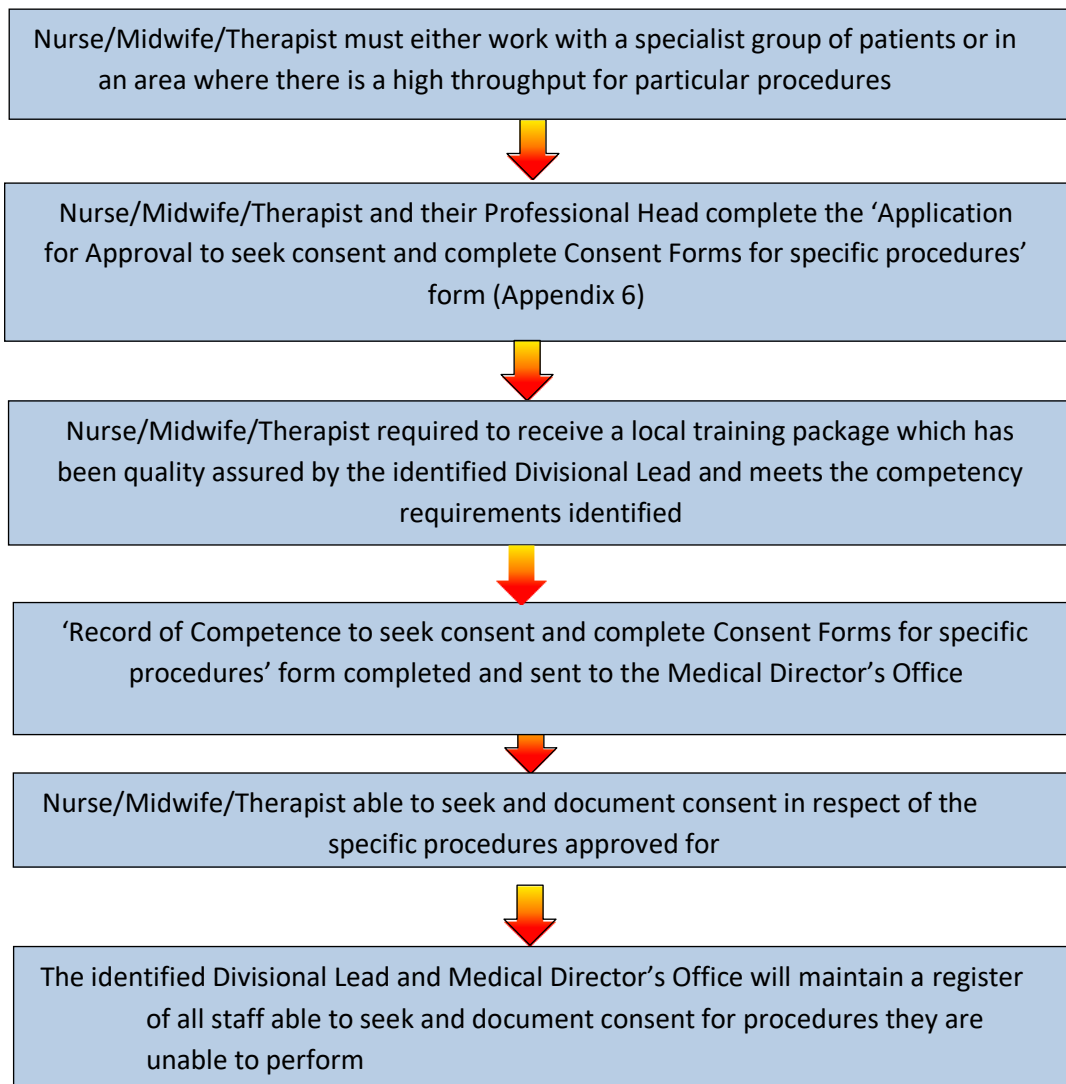 Nurse/Midwife/Therapist must either work with a specialist group of patients or in
an area where there is a high throughput for particular procedures
Nurse/Midwife/Therapist and their Professional Head complete the ‘Application
for Approval to seek consent and complete Consent Forms for specific procedures’
form (Appendix 6)
Nurse/Midwife/Therapist required to receive a local training package which has
been quality assured by the identified Divisional Lead and meets the competency
requirements identified
‘Record of Competence to seek consent and complete Consent Forms for specific
procedures’ form completed and sent to the Medical Director’s Office
Nurse/Midwife/Therapist able to seek and document consent in respect of the
specific procedures approved for
The identified Divisional Lead and Medical Director’s Office will maintain a register
of all staff able to seek and document consent for procedures they are
unable to perform